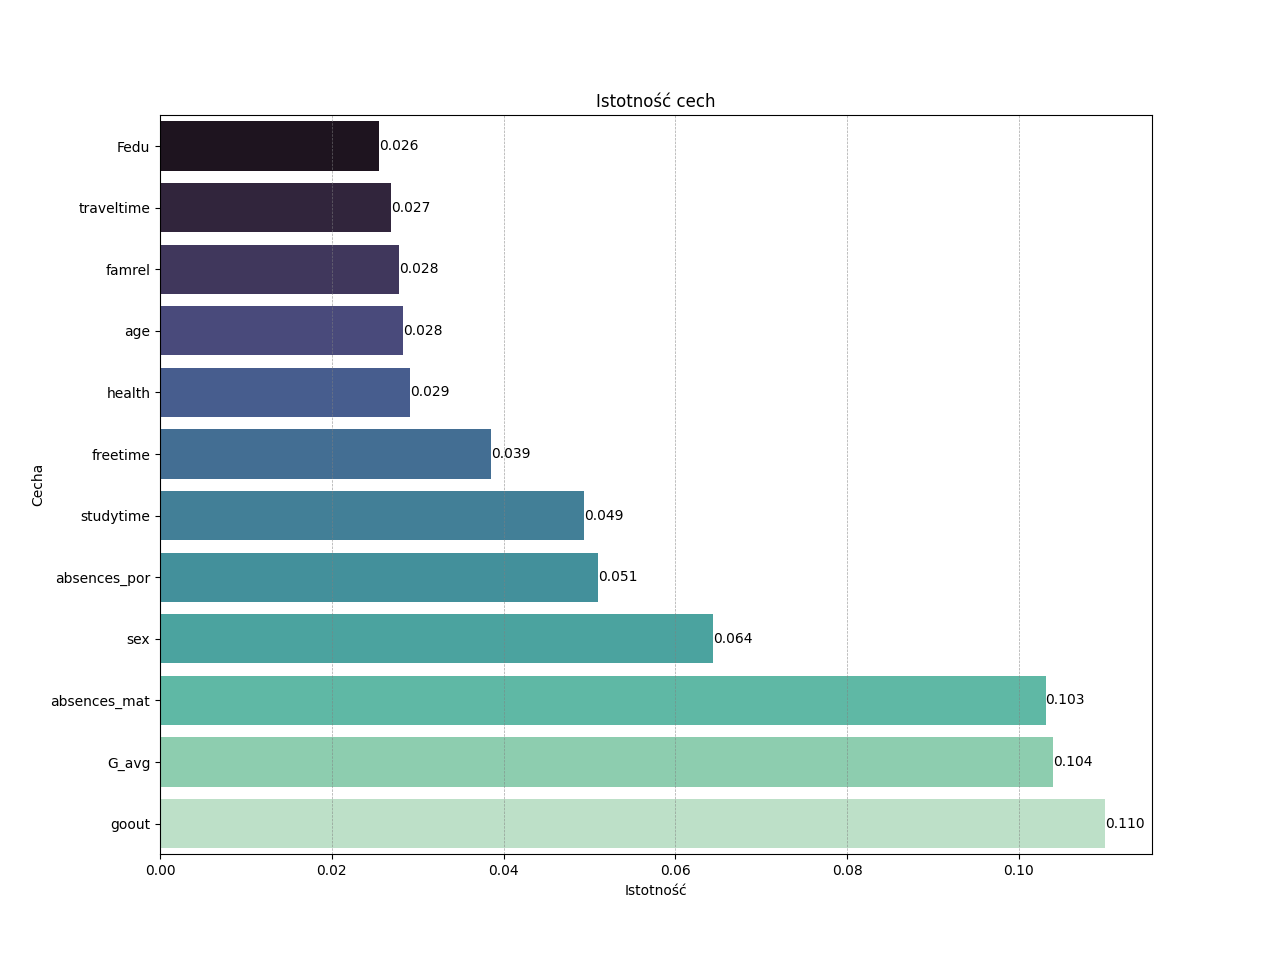 Istotność cech
Fedu 0.026
traveltime 0.027
famrel 0.028
age 0.028
health 0.029
freetime 0.039
studytime 0.049
absences_por 0.051
sex 0.064
absences_mat 0.103
G_avg 0.104
goout 0.110
Cecha
0.00 0.02 0.04 0.06 0.08 0.10
Istotność